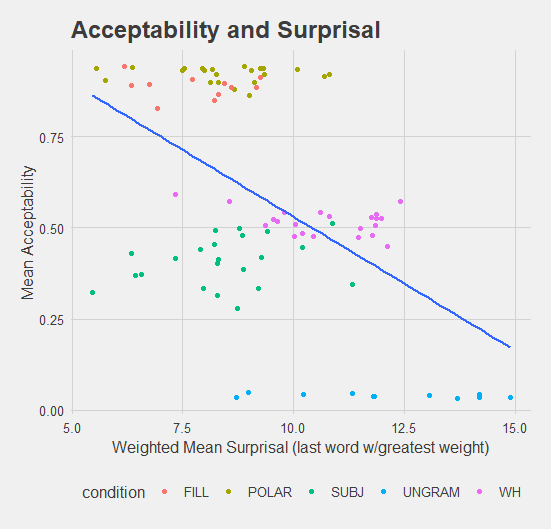 Acceptability and Surprisal
Mean Acceptability
0.75
0.50
0.25
0.00
5.0 7.5 10.0 12.5 15.0
Weighted Mean Surprisal (last word w/greatest weight)
condition FILL POLAR SUBJ UNGRAM WH